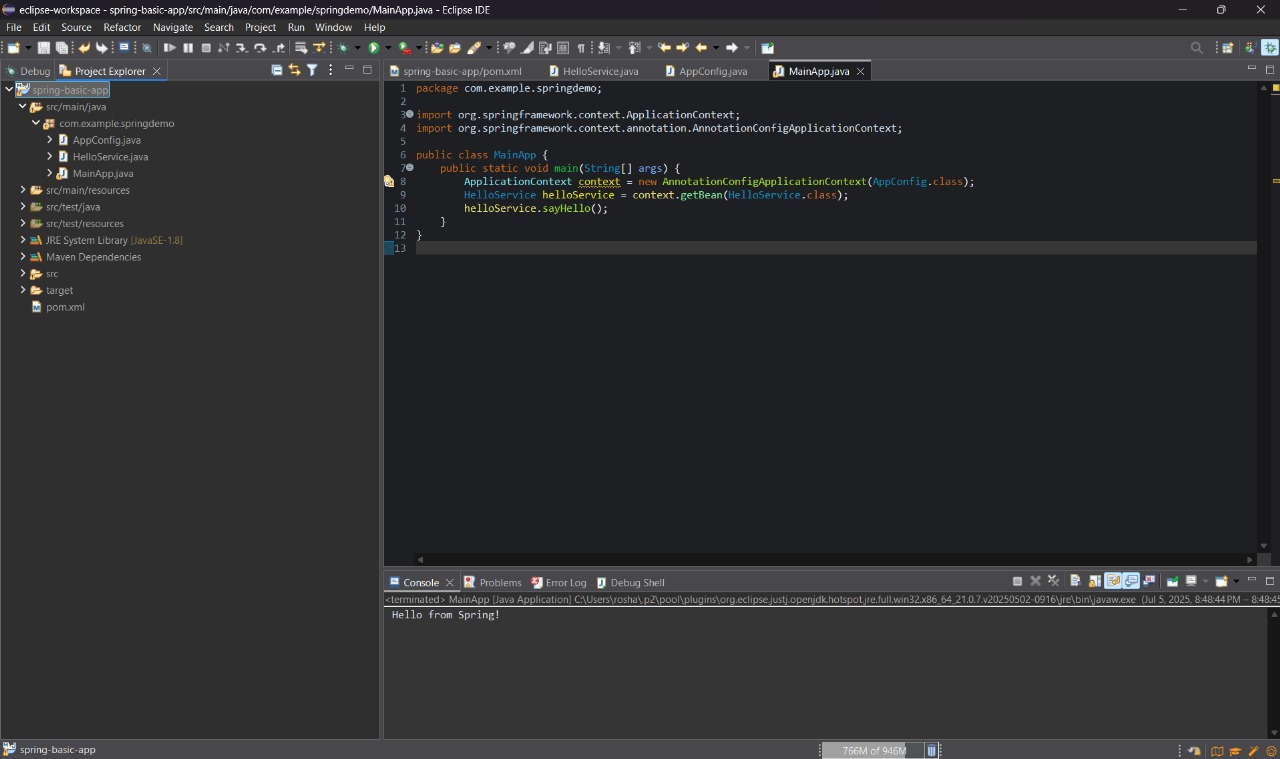 eclipse-workspace - spring-basic-app/src/main/java/com/example/springdemo/MainApp.java - Eclipse IDE
File Edit Source Refactor Navigate Search Project Run Window Help
Debug Project Explorer
spring-basic-app
src/main/java
com.example.springdemo
AppConfig.java
HelloService.java
MainApp.java
src/main/resources
src/test/java
src/test/resources
JRE System Library [JavaSE-1.8]
Maven Dependencies
src
target
pom.xml
spring-basic-app/pom.xml HelloService.java AppConfig.java MainApp.java
1 package com.example.springdemo;
2
3 import org.springframework.context.ApplicationContext;
4 import org.springframework.context.annotation.AnnotationConfigApplicationContext;
5
6 public class MainApp {
7 public static void main(String[] args) {
8 ApplicationContext context = new AnnotationConfigApplicationContext(AppConfig.class);
9 HelloService helloService = context.getBean(HelloService.class);
10 helloService.sayHello();
11 }
12 }
13
Console Problems Error Log Debug Shell
<terminated> MainApp [Java Application] C:\Users\rosha\.p2\pool\plugins\org.eclipse.justj.openjdk.hotspot.jre.full.win32.x86_64_21.0.7.v20250502-0916\jre\bin\javaw.exe (Jul 5, 2025, 8:48:44 PM – 8:48:45
Hello from Spring!
spring-basic-app
766M of 946M